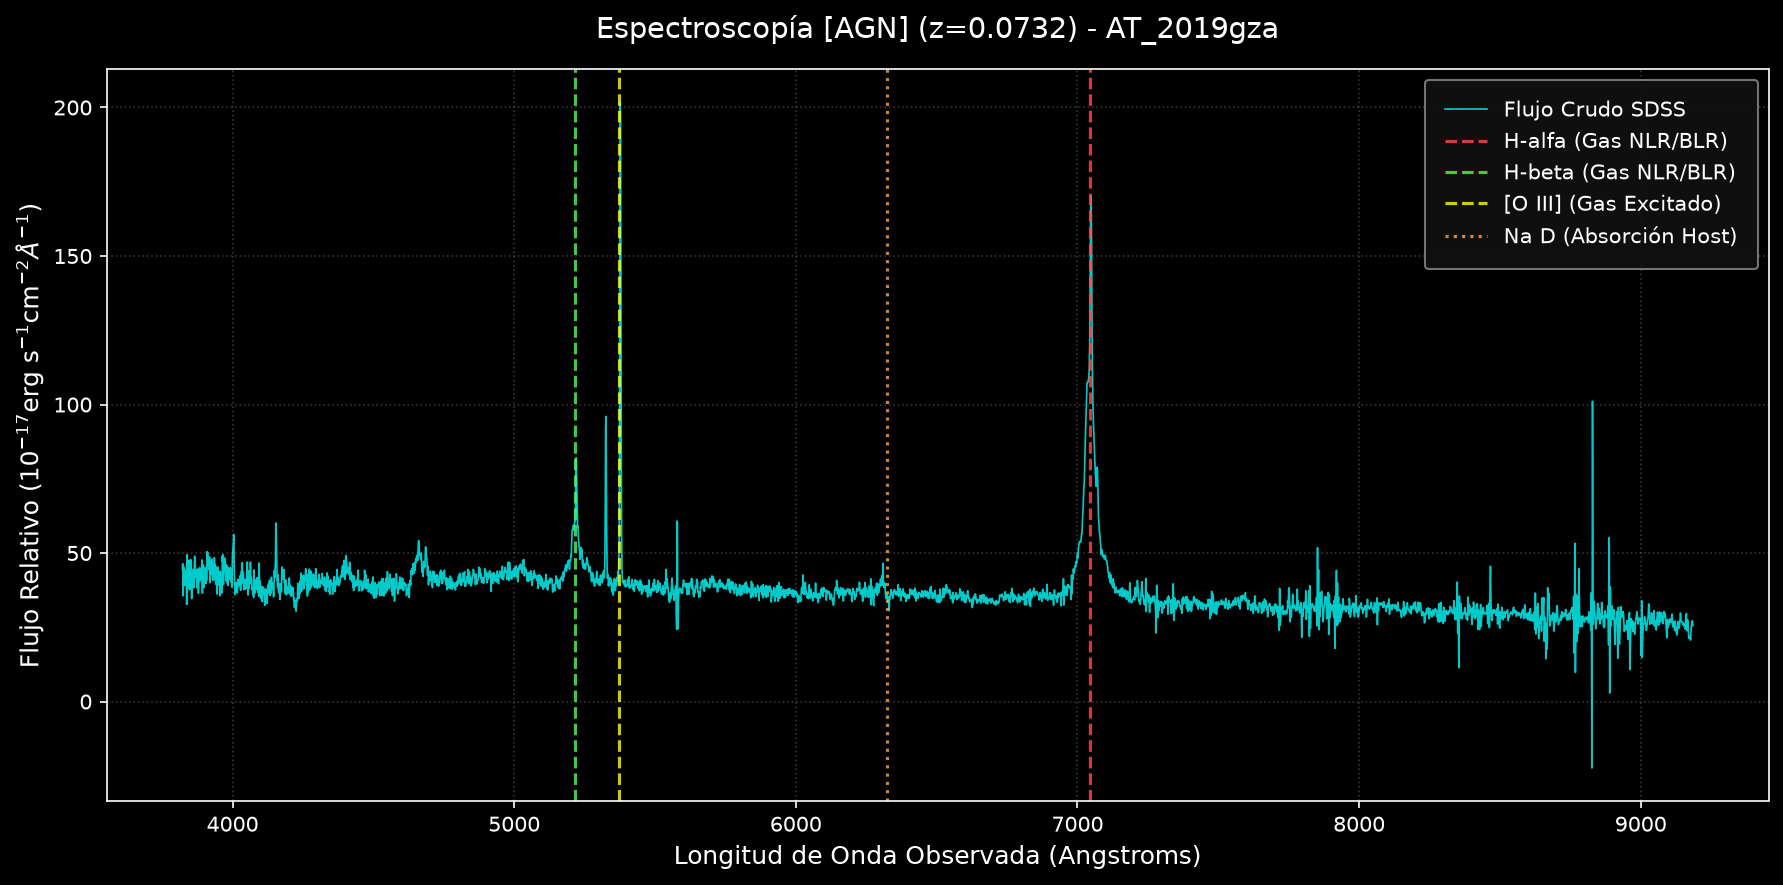 Espectroscopía [AGN] (z=0.0732) - AT_2019gza
Flujo Relativo (10⁻¹⁷erg s⁻¹cm⁻²Å⁻¹)
200
150
100
50
0
Flujo Crudo SDSS
H-alfa (Gas NLR/BLR)
H-beta (Gas NLR/BLR)
[O III] (Gas Excitado)
Na D (Absorción Host)
4000 5000 6000 7000 8000 9000
Longitud de Onda Observada (Angstroms)